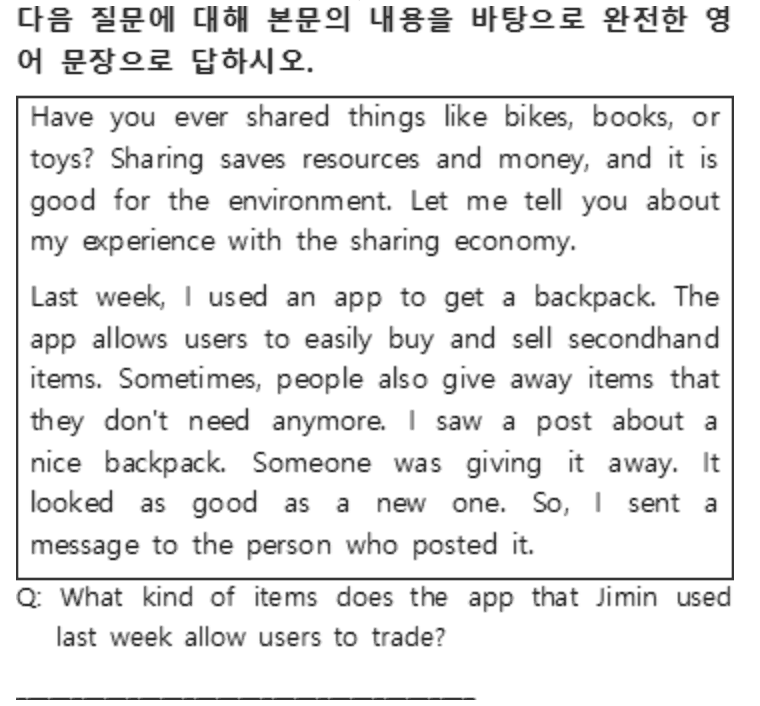 다음 질문에 대해 본문의 내용을 바탕으로 완전한 영
어 문장으로 답하시오.
Have you ever shared things like bikes, books, or
toys? Sharing saves resources and money, and it is
good for the environment. Let me tell you about
my experience with the sharing economy.
Last week, I used an app to get a backpack. The
app allows users to easily buy and sell secondhand
items. Sometimes, people also give away items that
they don't need anymore. I saw a post about a
nice backpack. Someone was giving it away. It
looked as good as a new one. So, I sent a
message to the person who posted it.
Q: What kind of items does the app that Jimin used
last week allow users to trade?